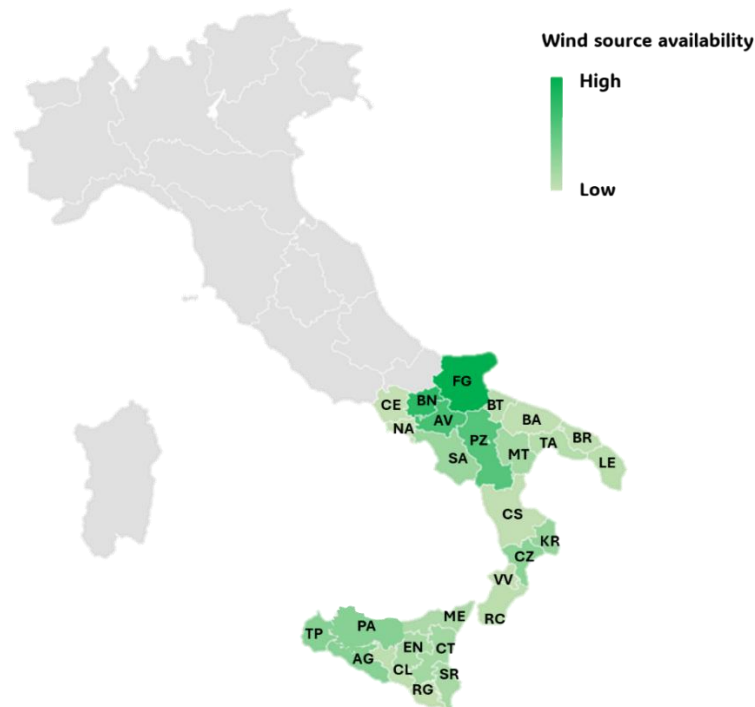 Wind source availability
High
Low
FG
CE
BN
BT
AV
BA
NA
PZ
BR
TA
SA
MT
LE
CS
KR
CZ
VV
ME
RC
PA
TP
EN
CT
AG
CL
SR
RG